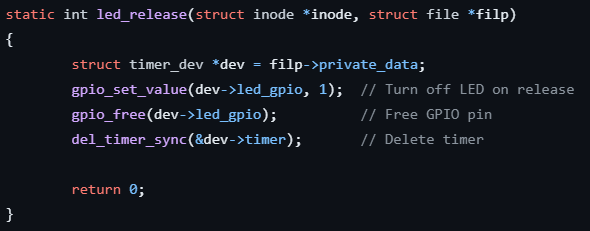 static int led_release(struct inode *inode, struct file *filp)
{
        struct timer_dev *dev = filp->private_data;
        gpio_set_value(dev->led_gpio, 1);  // Turn off LED on release
        gpio_free(dev->led_gpio);          // Free GPIO pin
        del_timer_sync(&dev->timer);       // Delete timer

        return 0;
}